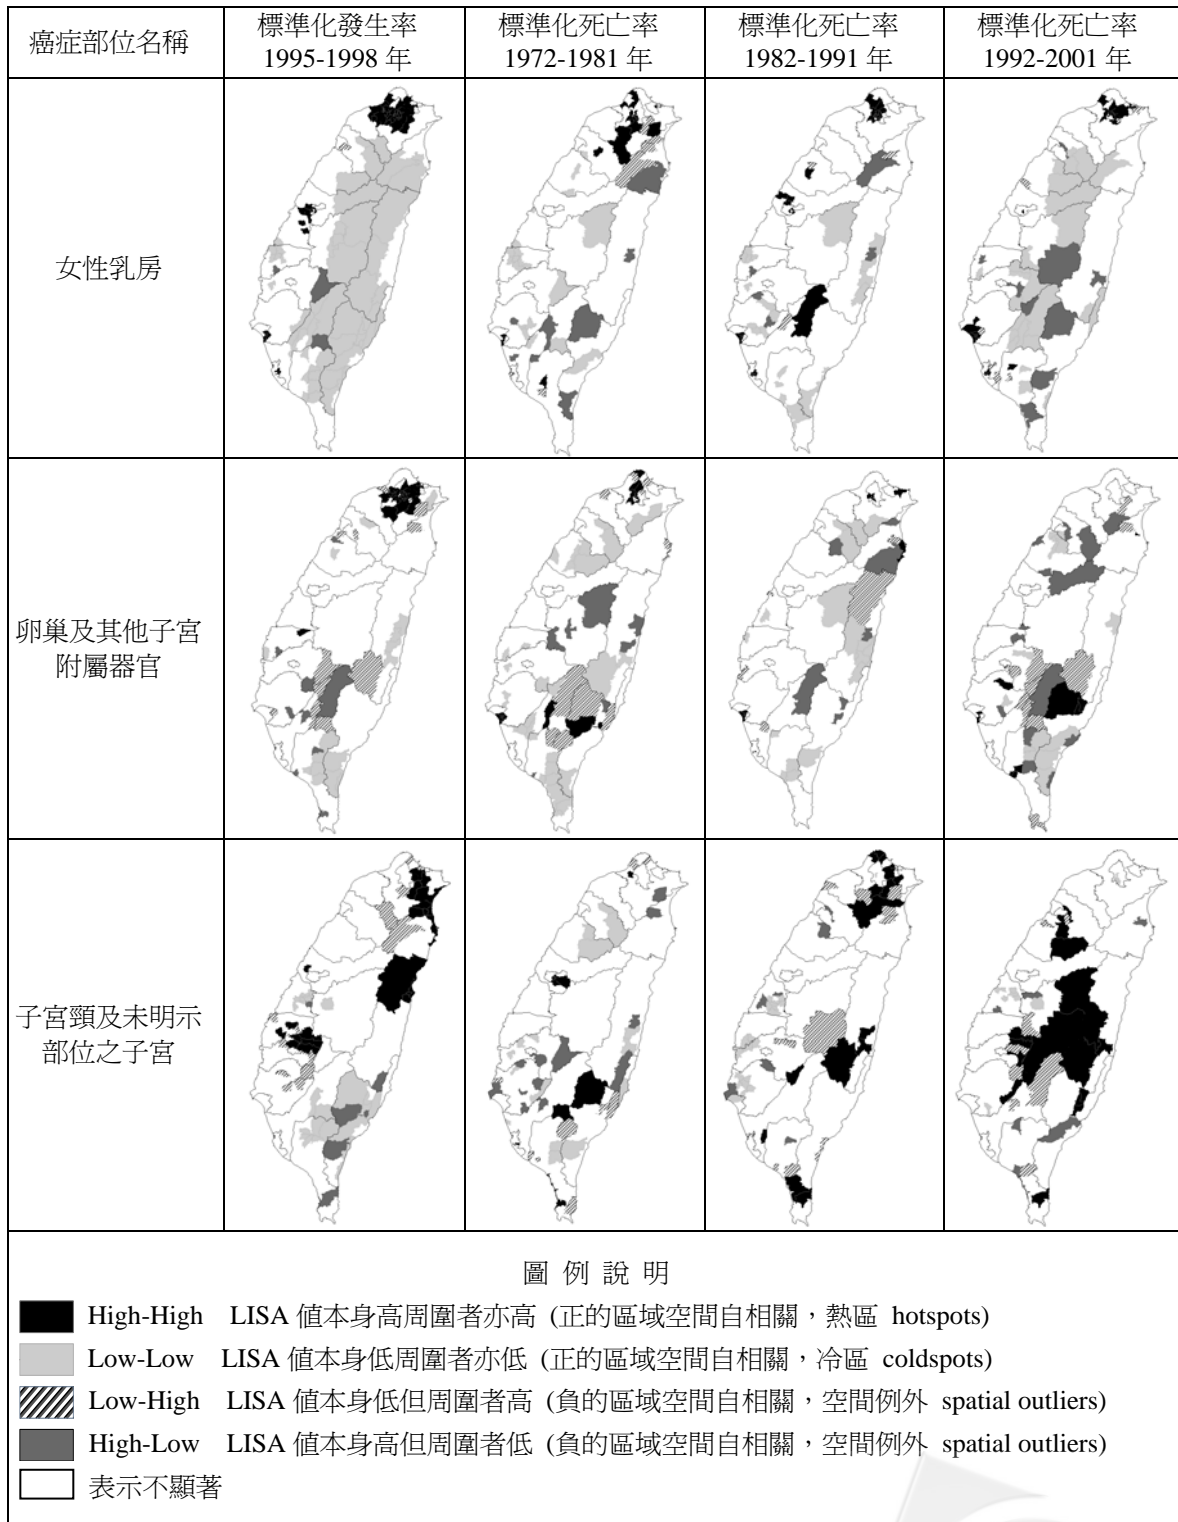 癌症部位名稱
標準化發生率
1995-1998 年
標準化死亡率
1972-1981 年
標準化死亡率
1982-1991 年
標準化死亡率
1992-2001 年
女性乳房
卵巢及其他子宮
附屬器官
子宮頸及未明示
部位之子宮
圖 例 說 明
High-High LISA 值本身高周圍者亦高 (正的區域空間自相關，熱區 hotspots)
Low-Low LISA 值本身低周圍者亦低 (正的區域空間自相關，冷區 coldspots)
Low-High LISA 值本身低但周圍者高 (負的區域空間自相關，空間例外 spatial outliers)
High-Low LISA 值本身高但周圍者低 (負的區域空間自相關，空間例外 spatial outliers)
表示不顯著